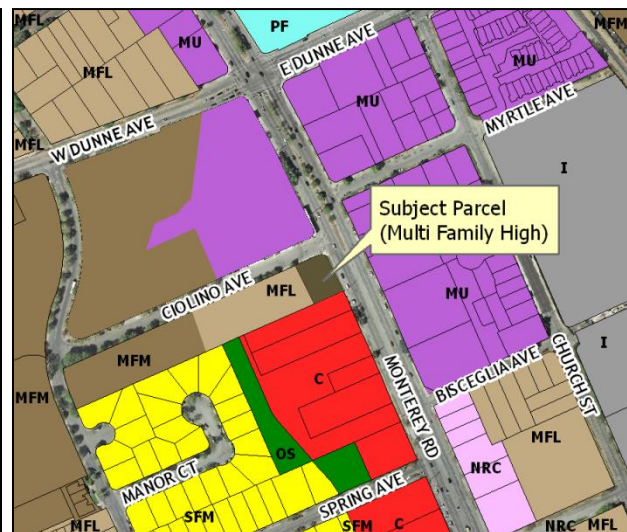 PF
MU
MFM
E DUNNE AVE
MFL
MU
MU
W DUNNE AVE
MFL
MYRTLE AVE
I
Subject Parcel
(Multi Family High)
CIOLINO AVE
MFL
MU
MFM
MFM
C
MONTEREY RD
BISCEGLIA AVE
CHURCH ST
I
MANOR CT
OS
NRC
MFL
SFM
SPRING AVE
MFL
SFM
C
NRC
MFL